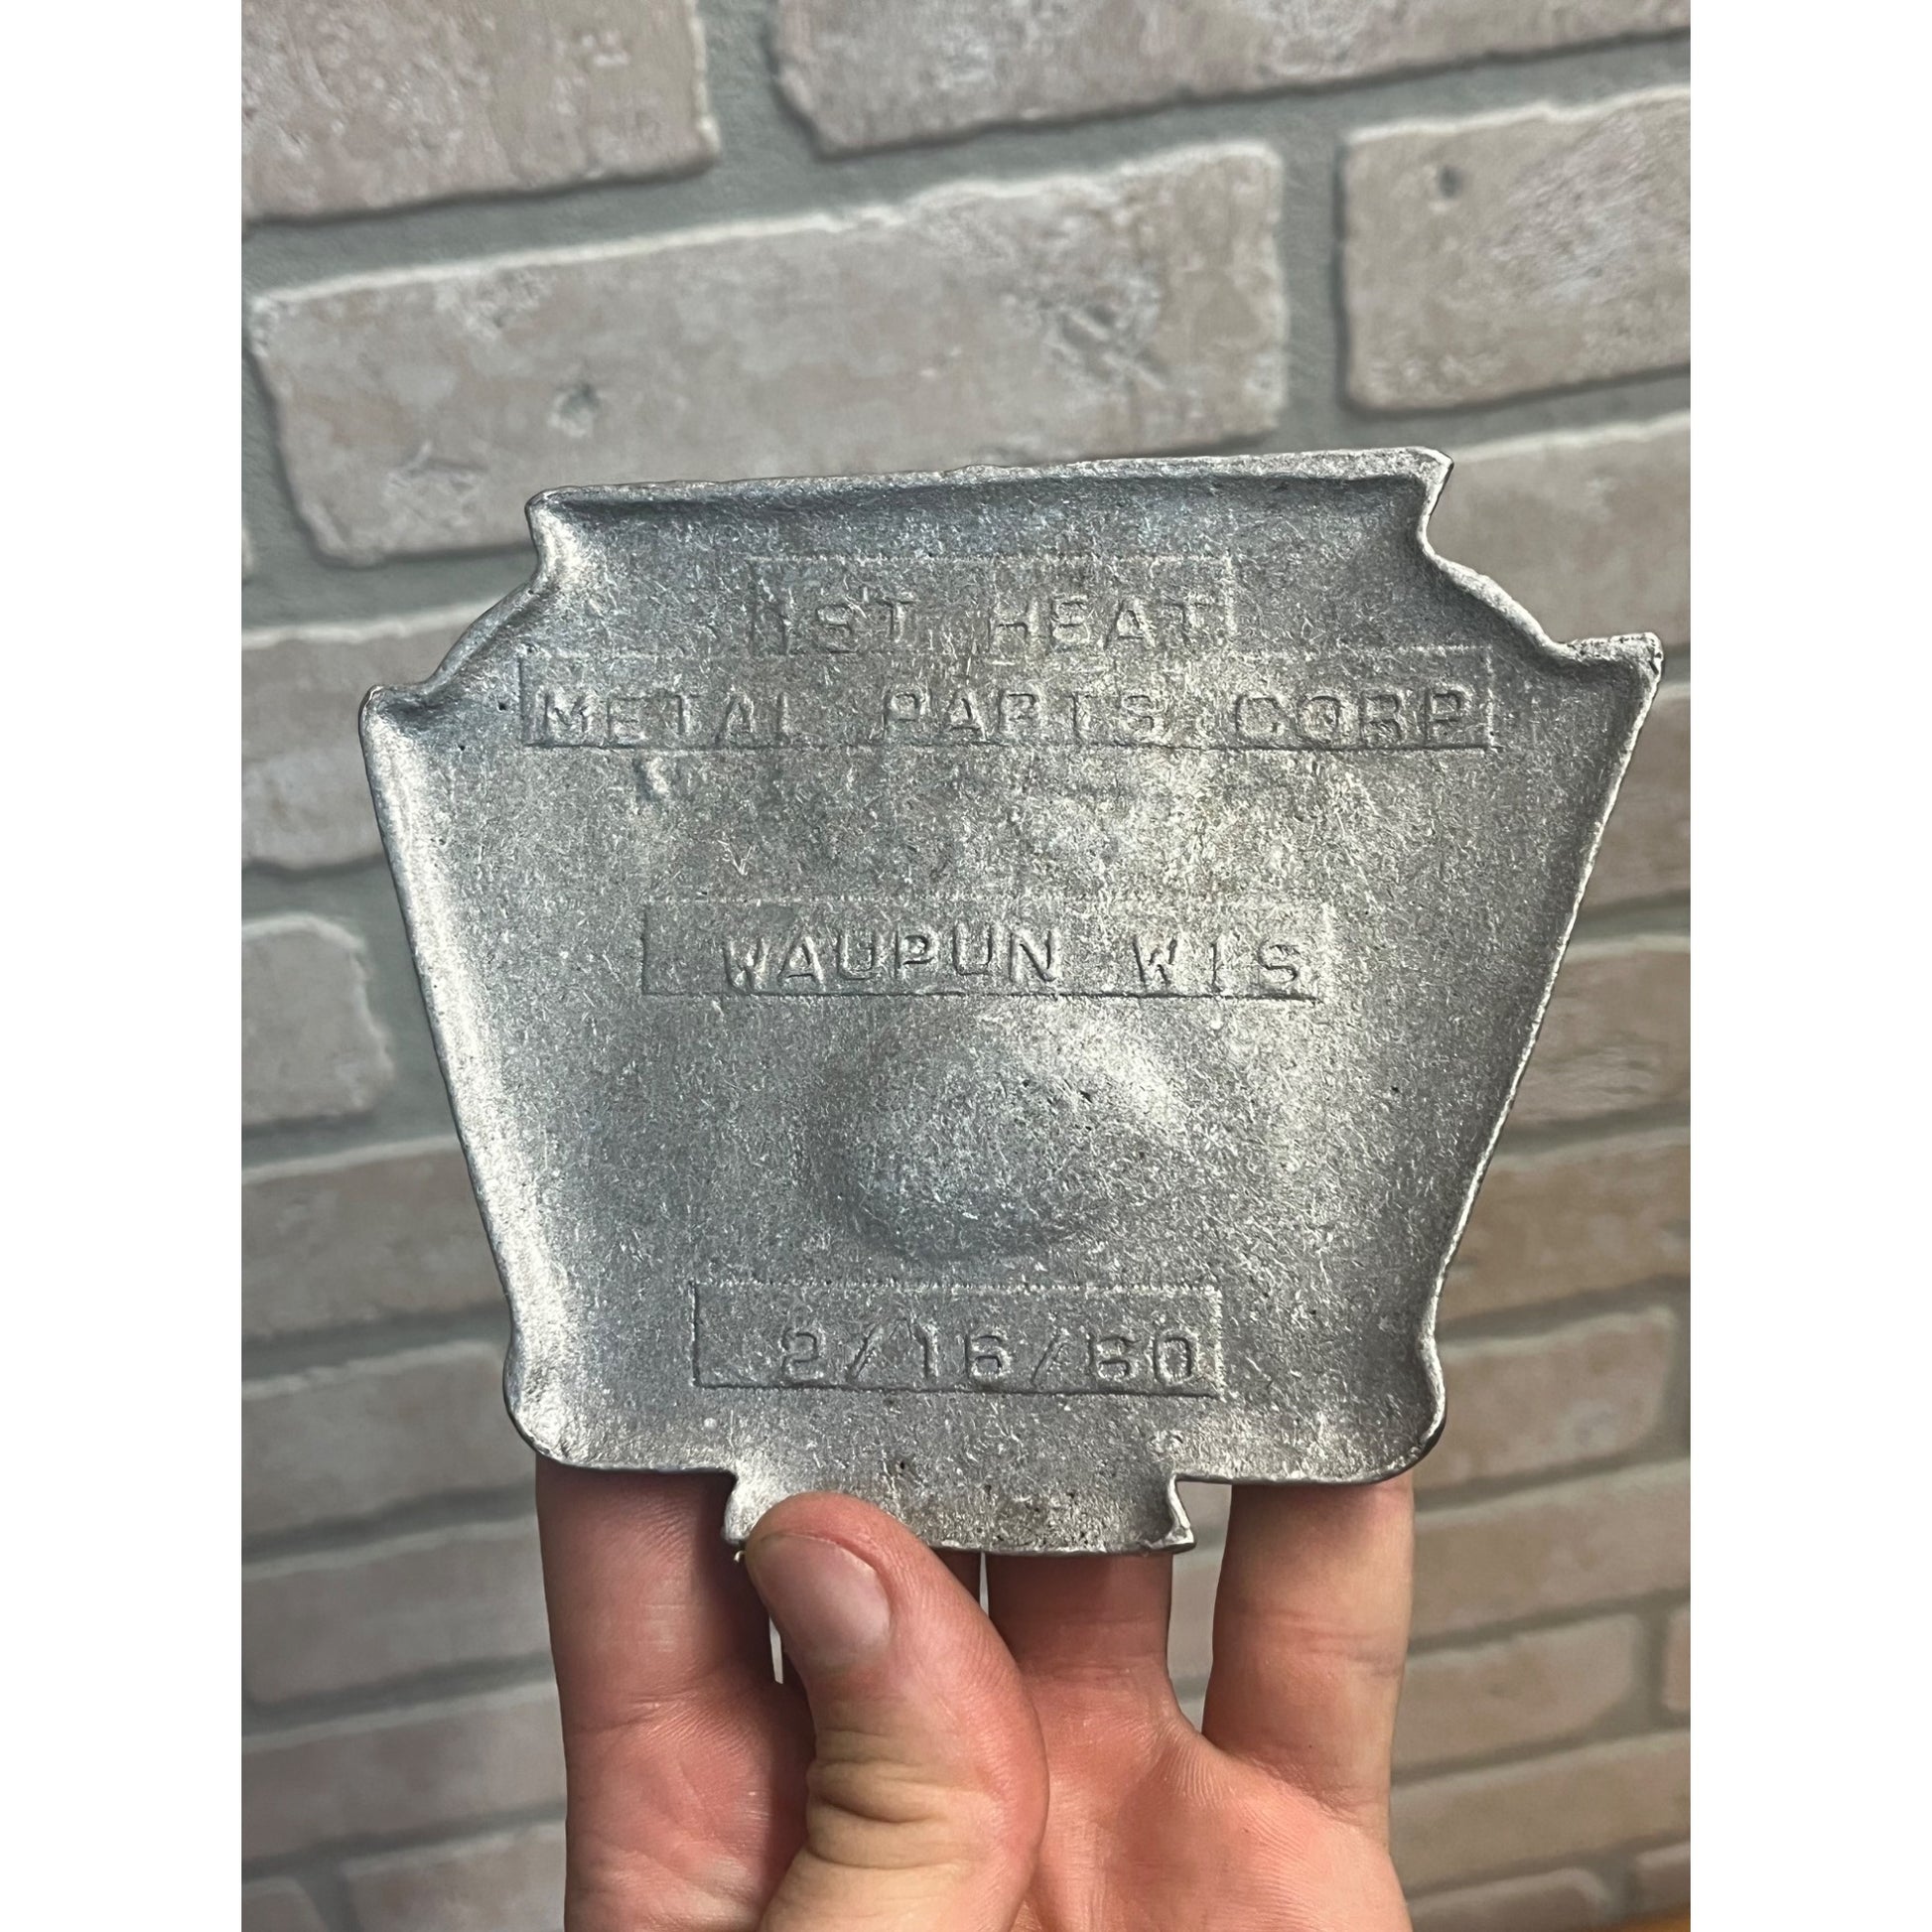 1ST HEAT
METAL PARTS CORP.
WAUPUN WIS
2/16/60